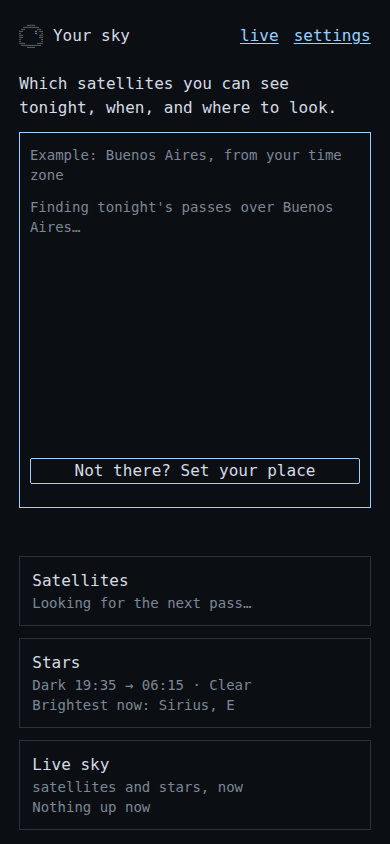 Your sky
live settings
Which satellites you can see
tonight, when, and where to look.
Example: Buenos Aires, from your time
zone
Finding tonight's passes over Buenos
Aires…
Not there? Set your place
Satellites
Looking for the next pass…
Stars
Dark 19:35 → 06:15 · Clear
Brightest now: Sirius, E
Live sky
satellites and stars, now
Nothing up now